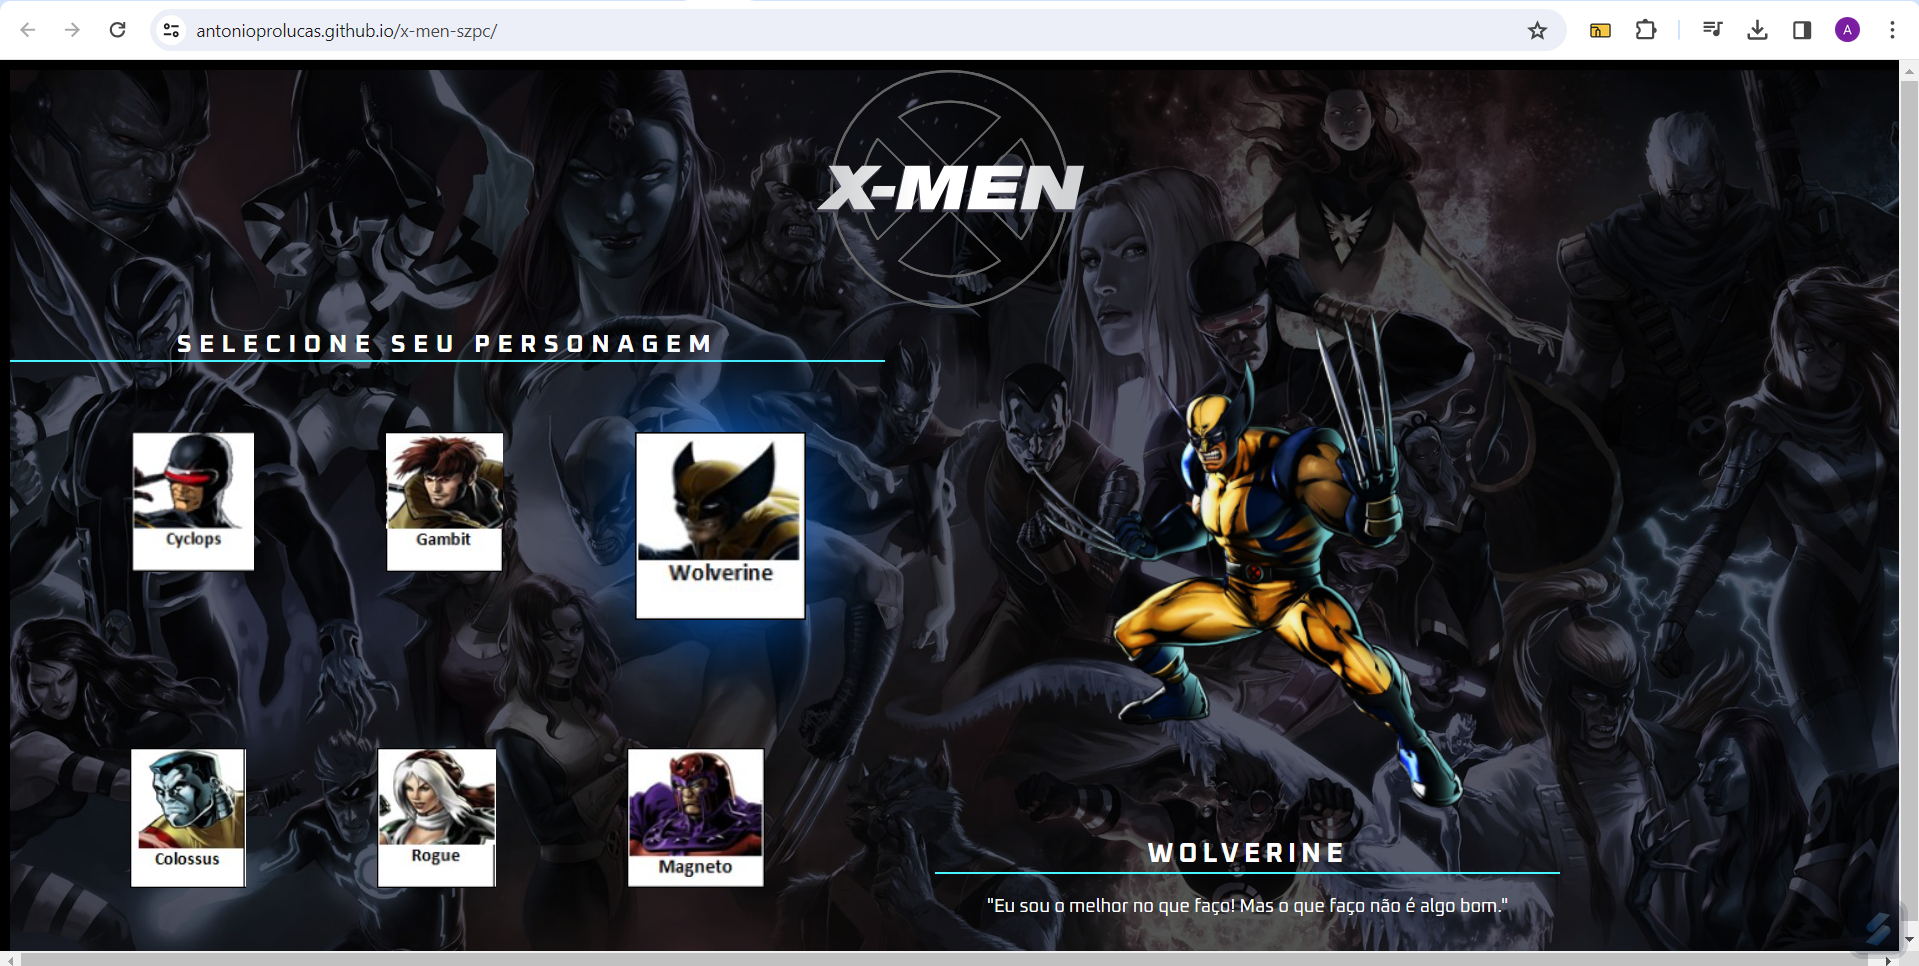 antonioprolucas.github.io/x-men-szpc/
A
X-MEN
SELECIONE SEU PERSONAGEM
Cyclops
Gambit
Wolverine
Colossus
Rogue
Magneto
WOLVERINE
"Eu sou o melhor no que faço! Mas o que faço não é algo bom."